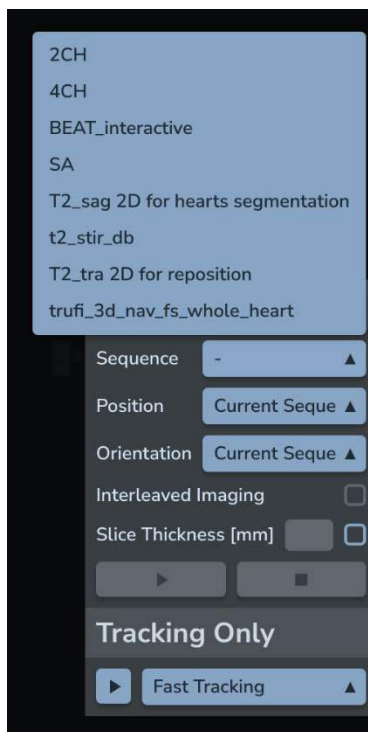 2CH
4CH
BEAT_interactive
SA
T2_sag 2D for hearts segmentation
t2_stir_db
T2_tra 2D for reposition
trufi_3d_nav_fs_whole_heart
Sequence -
Position Current Seque
Orientation Current Seque
Interleaved Imaging
Slice Thickness [mm]
Tracking Only
Fast Tracking